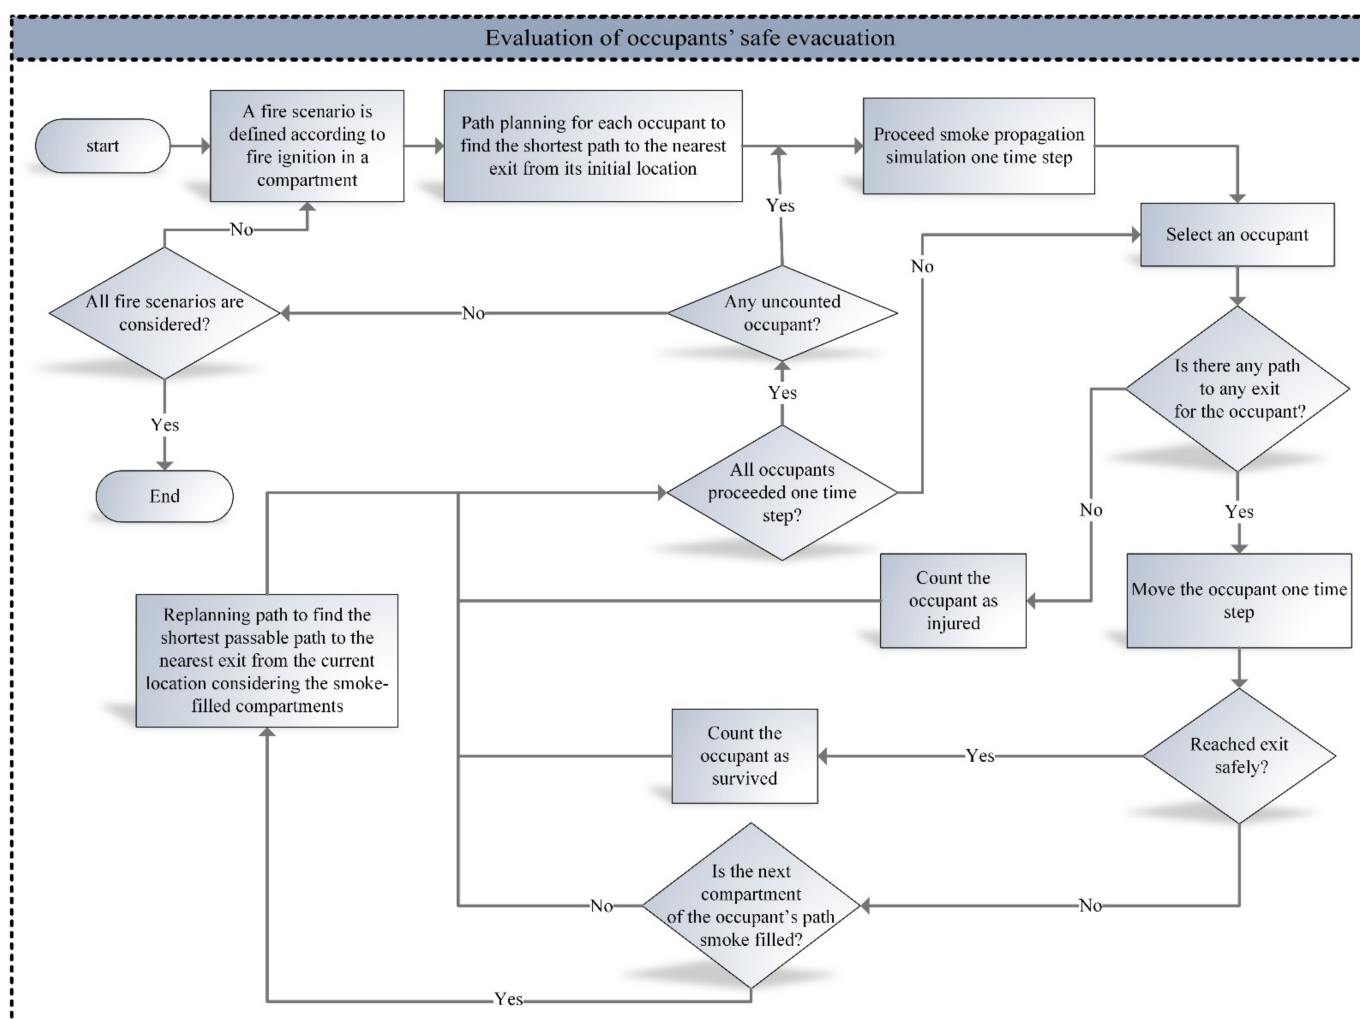 Evaluation of occupants’ safe evacuation
start
A fire scenario is
defined according to
fire ignition in a
compartment
Path planning for each occupant to
find the shortest path to the nearest
exit from its initial location
Proceed smoke propagation
simulation one time step
Yes
No
Select an occupant
No
All fire scenarios are
considered?
No
Any uncounted
occupant?
Is there any path
to any exit
for the occupant?
Yes
Yes
End
All occupants
proceeded one time
step?
No
Yes
Count the
occupant as
injured
Move the occupant one time
step
Replanning path to find the
shortest passable path to the
nearest exit from the current
location considering the smoke-
filled compartments
Count the
occupant as
survived
Yes
Reached exit
safely?
Is the next
compartment
of the occupant’s path
smoke filled?
No
No
Yes